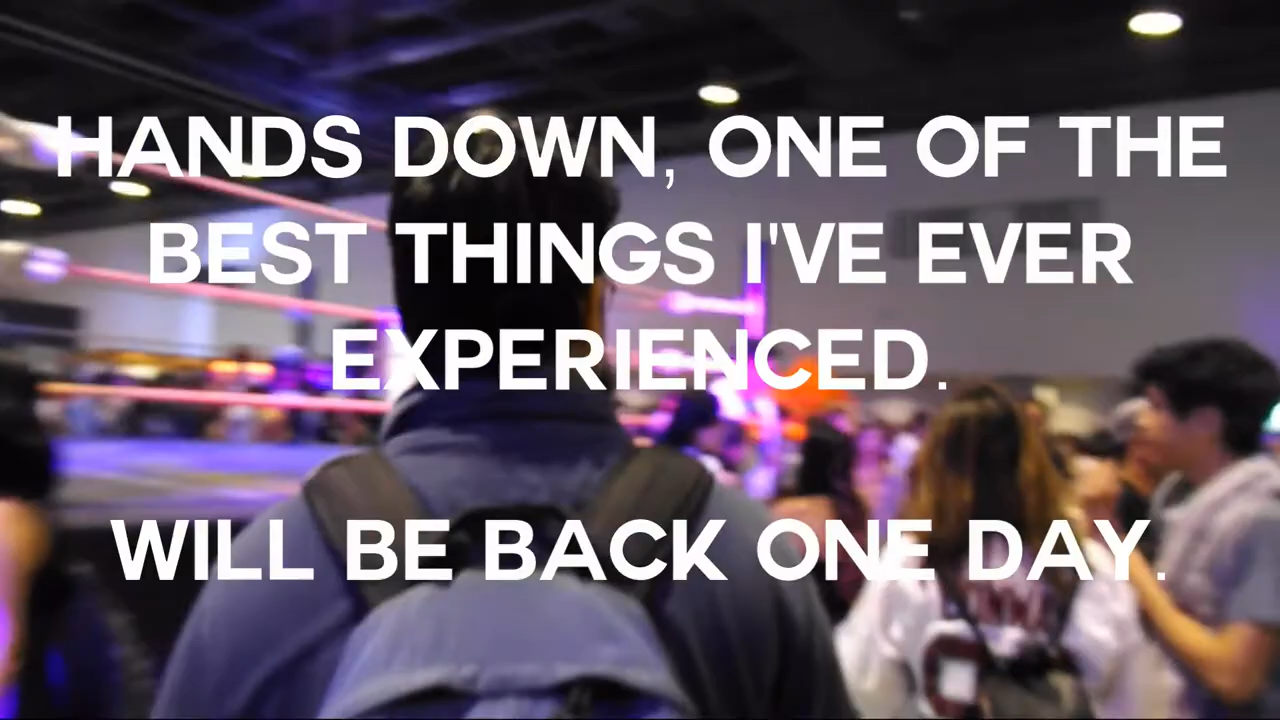 HANDS DOWN, ONE OF THE
BEST THINGS I'VE EVER
EXPERIENCED.
WILL BE BACK ONE DAY.